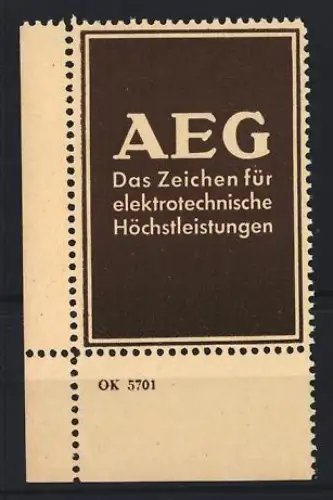 AEG
Das Zeichen für
elektrotechnische
Höchstleistungen
OK 5701